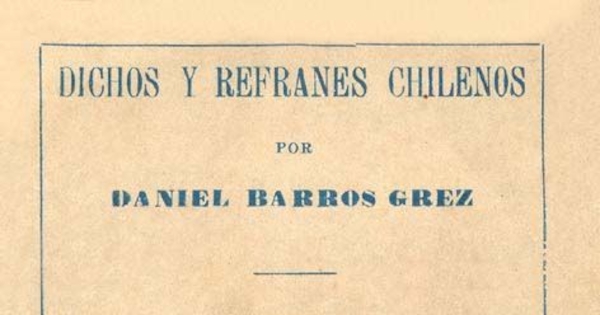 DICHOS Y REFRANES CHILENOS
POR
DANIEL BARROS GREZ